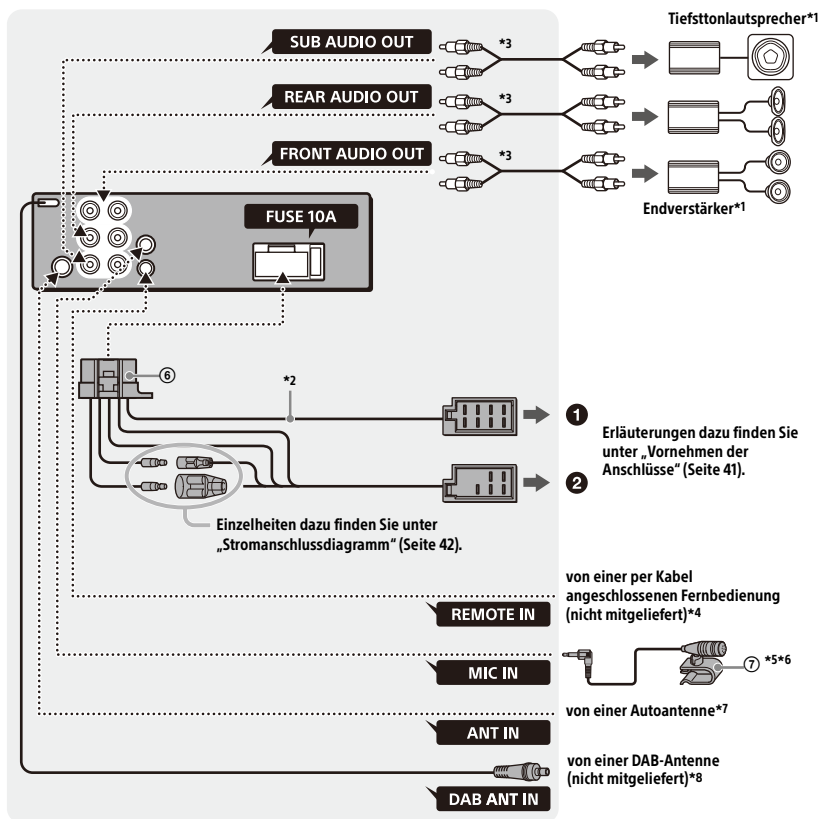 Tiefsttonlautsprecher*1
SUB AUDIO OUT
*3
REAR AUDIO OUT
*3
FRONT AUDIO OUT
*3
Endverstärker*1
FUSE 10A
⑥
*2
❶
❷
Erläuterungen dazu finden Sie
unter „Vornehmen der
Anschlüsse“ (Seite 41).
Einzelheiten dazu finden Sie unter
„Stromanschlussdiagramm“ (Seite 42).
von einer per Kabel
angeschlossenen Fernbedienung
(nicht mitgeliefert)*4
REMOTE IN
⑦ *5*6
MIC IN
von einer Autoantenne*7
ANT IN
von einer DAB-Antenne
(nicht mitgeliefert)*8
DAB ANT IN